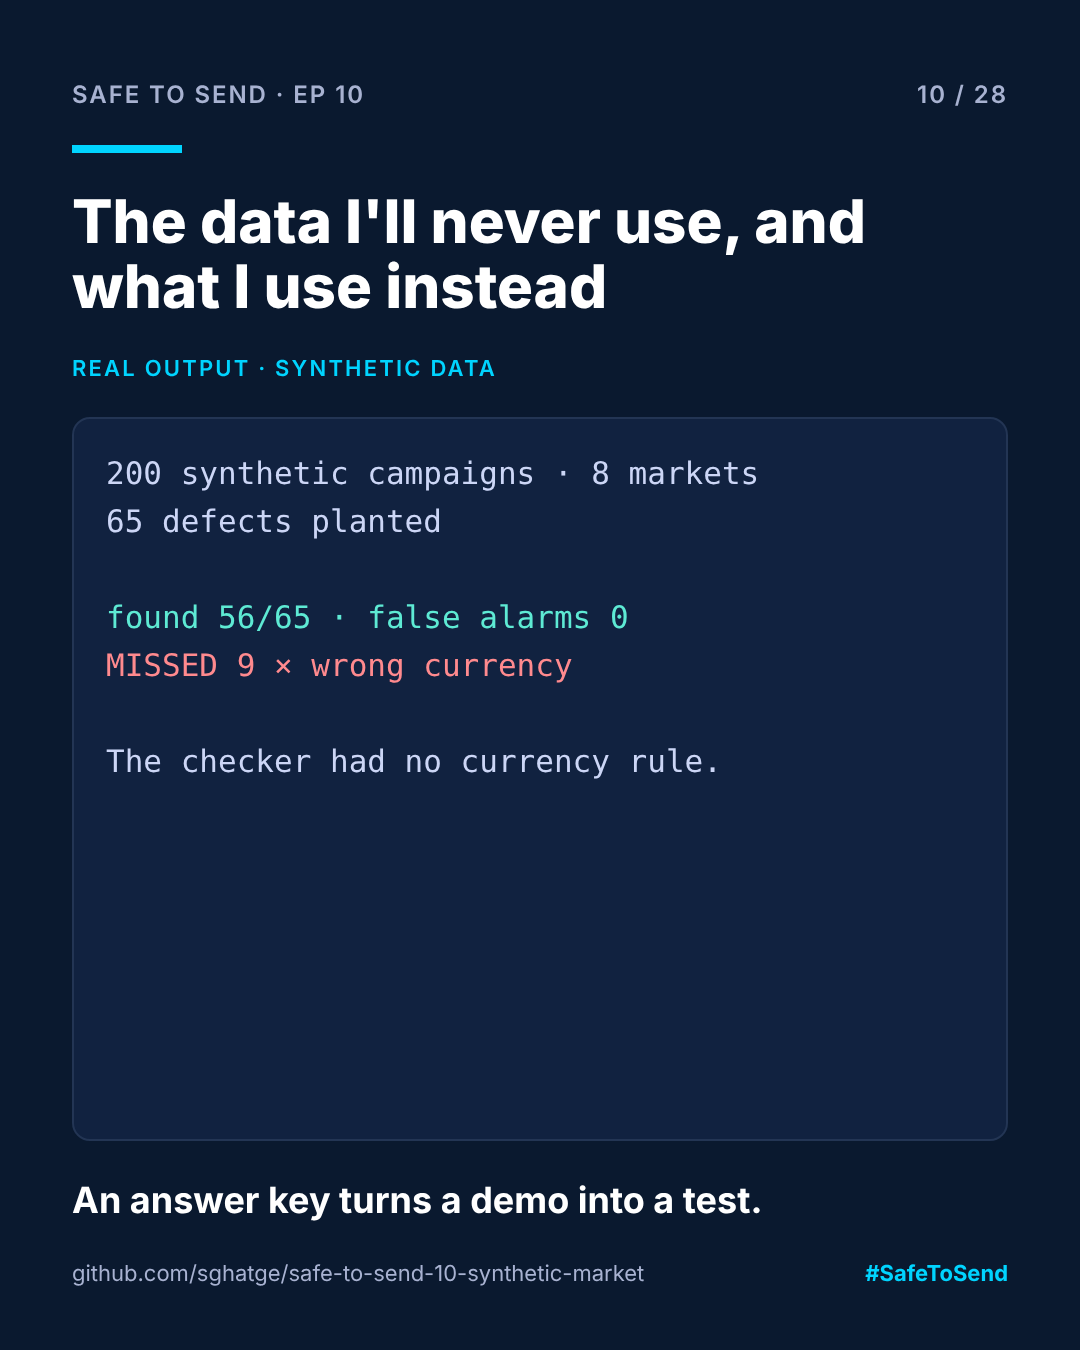 SAFE TO SEND · EP 10
10 / 28
The data I'll never use, and
what I use instead
REAL OUTPUT · SYNTHETIC DATA
200 synthetic campaigns · 8 markets
65 defects planted
found 56/65 · false alarms 0
MISSED 9 × wrong currency
The checker had no currency rule.
An answer key turns a demo into a test.
github.com/sghatge/safe-to-send-10-synthetic-market
#SafeToSend